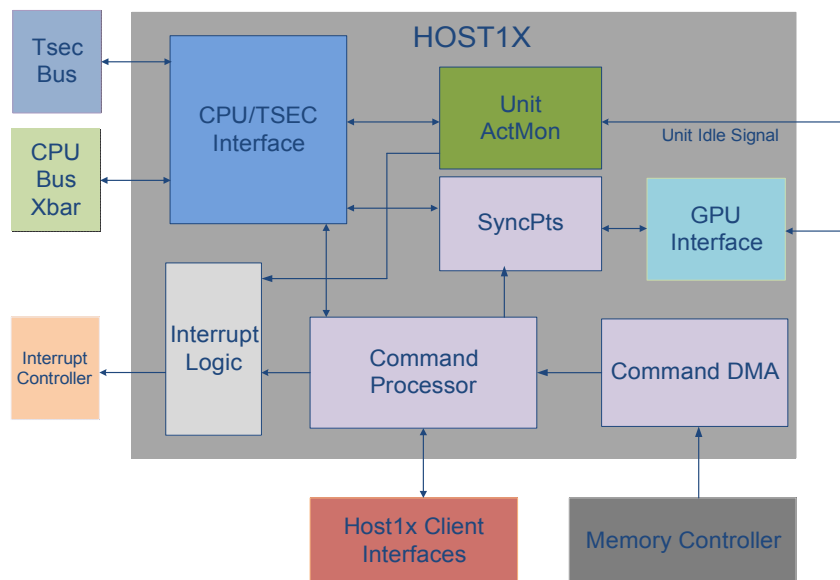 HOST1X
Tsec
Bus
CPU/TSEC
Interface
Unit
ActMon
Unit Idle Signal
CPU
Bus
Xbar
SyncPts
GPU
Interface
Interrupt
Controller
Interrupt
Logic
Command
Processor
Command DMA
Host1x Client
Interfaces
Memory Controller